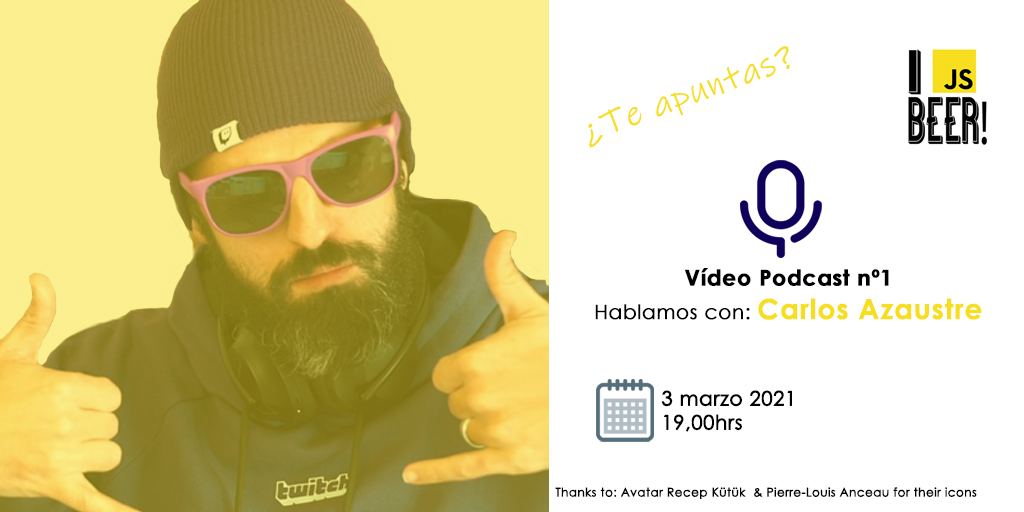 ¿Te apuntas?
I JS
BEER!
Vídeo Podcast nº1
Hablamos con: Carlos Azaustre
3 marzo 2021
19,00hrs
twitch
Thanks to: Avatar Recep Kütük & Pierre-Louis Anceau for their icons